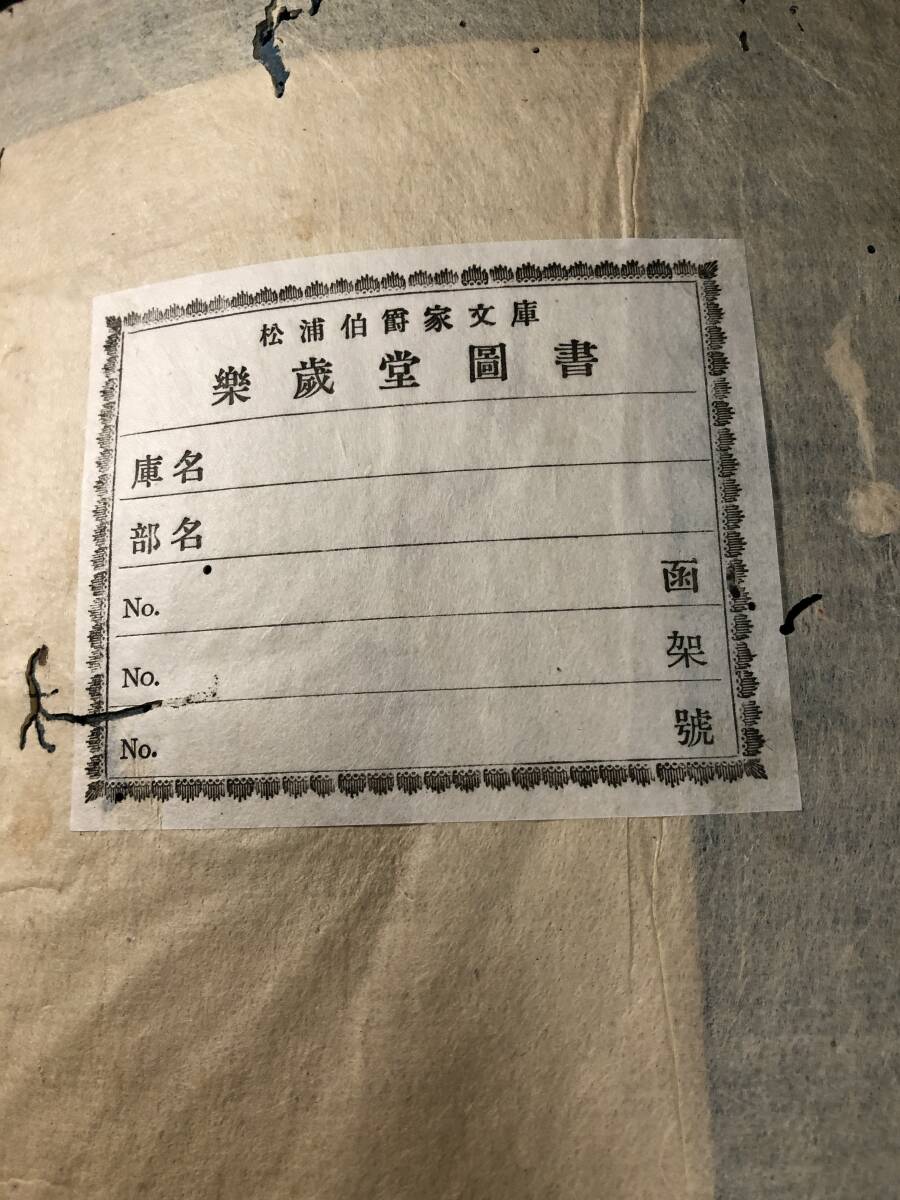 松浦伯爵家文庫
樂歲堂圖書
庫名
部名
No. 函
No. 架
No. 號